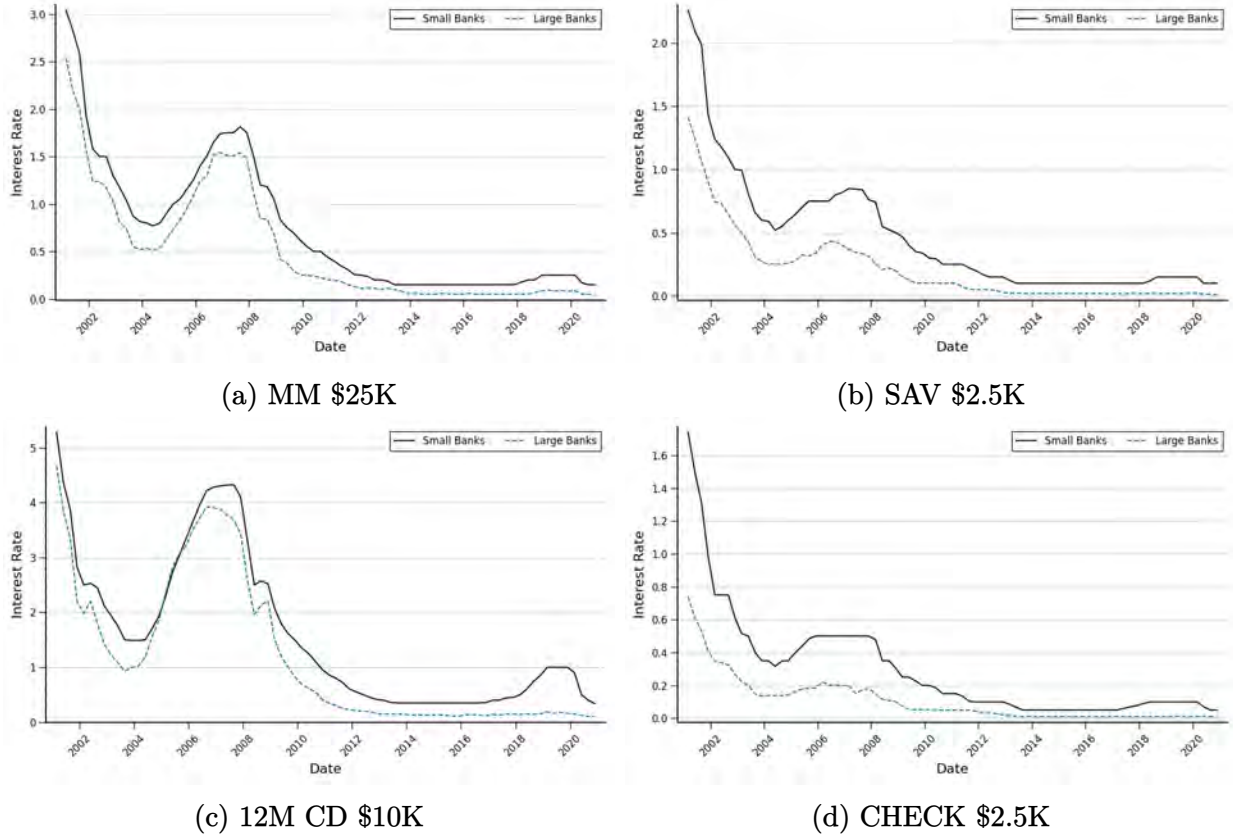 Small Banks Large Banks
3.0
2.5
2.0
1.5
1.0
0.5
0.0
Interest Rate
2002 2004 2006 2008 2010 2012 2014 2016 2018 2020
Date
(a) MM $25K
Small Banks Large Banks
2.0
1.5
1.0
0.5
0.0
Interest Rate
2002 2004 2006 2008 2010 2012 2014 2016 2018 2020
Date
(b) SAV $2.5K
Small Banks Large Banks
5
4
3
2
1
0
Interest Rate
2002 2004 2006 2008 2010 2012 2014 2016 2018 2020
Date
(c) 12M CD $10K
Small Banks Large Banks
1.6
1.4
1.2
1.0
0.8
0.6
0.4
0.2
0.0
Interest Rate
2002 2004 2006 2008 2010 2012 2014 2016 2018 2020
Date
(d) CHECK $2.5K